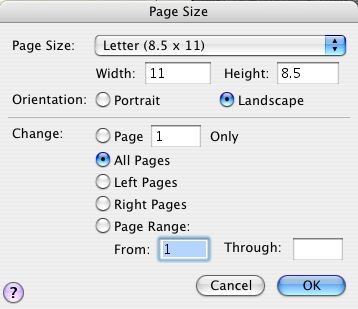 Page Size
Page Size: Letter (8.5 x 11)
Width: 11 Height: 8.5
Orientation: Portrait Landscape
Change: Page 1 Only
All Pages
Left Pages
Right Pages
Page Range:
From: 1 Through:
? Cancel OK